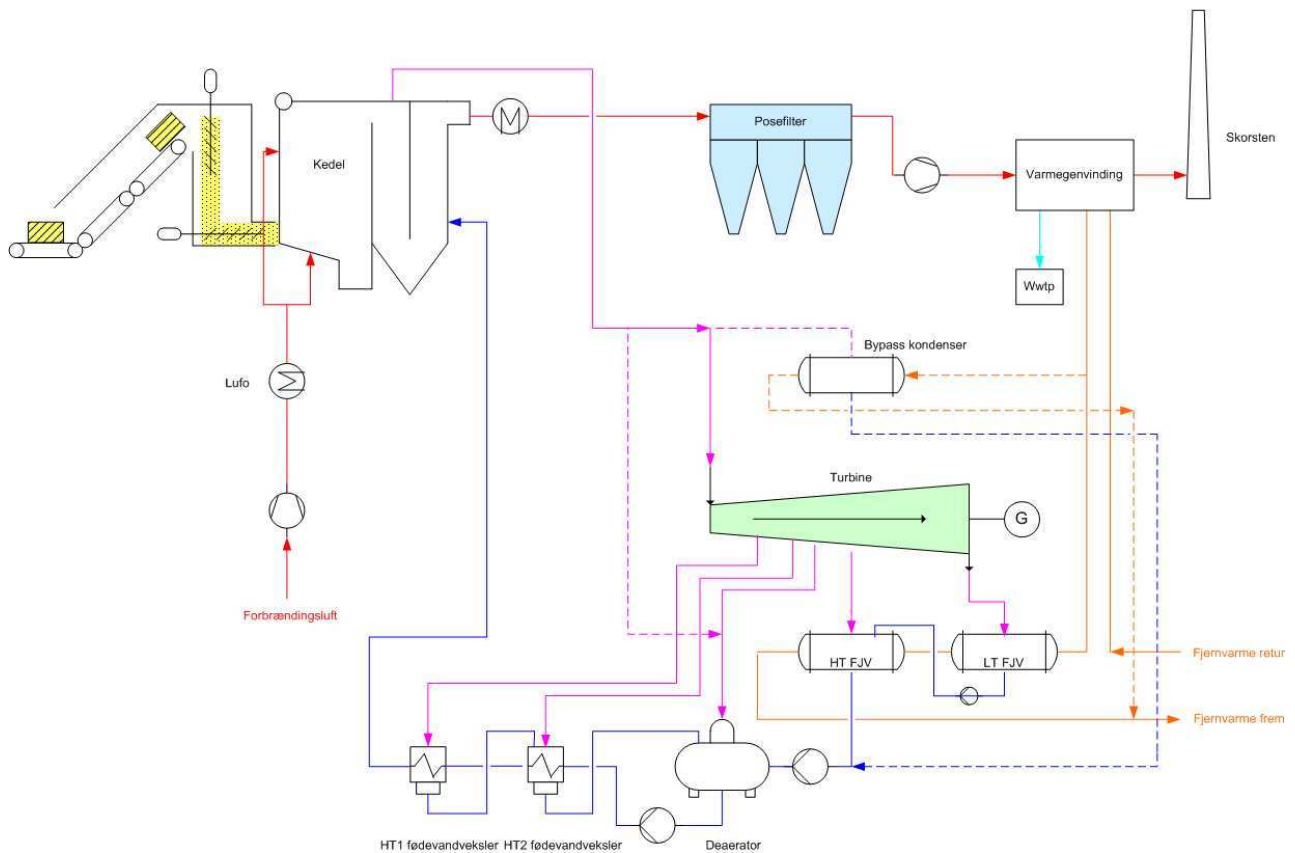 Posefilter
Skorsten
Kedel
Varmegenvinding
Wwtp
Bypass kondenser
Lufo
Turbine
G
Forbrændingsluft
HT FJV
LT FJV
Fjernvarme retur
Fjernvarme frem
HT1 fødevandveksler
HT2 fødevandveksler
Deaerator